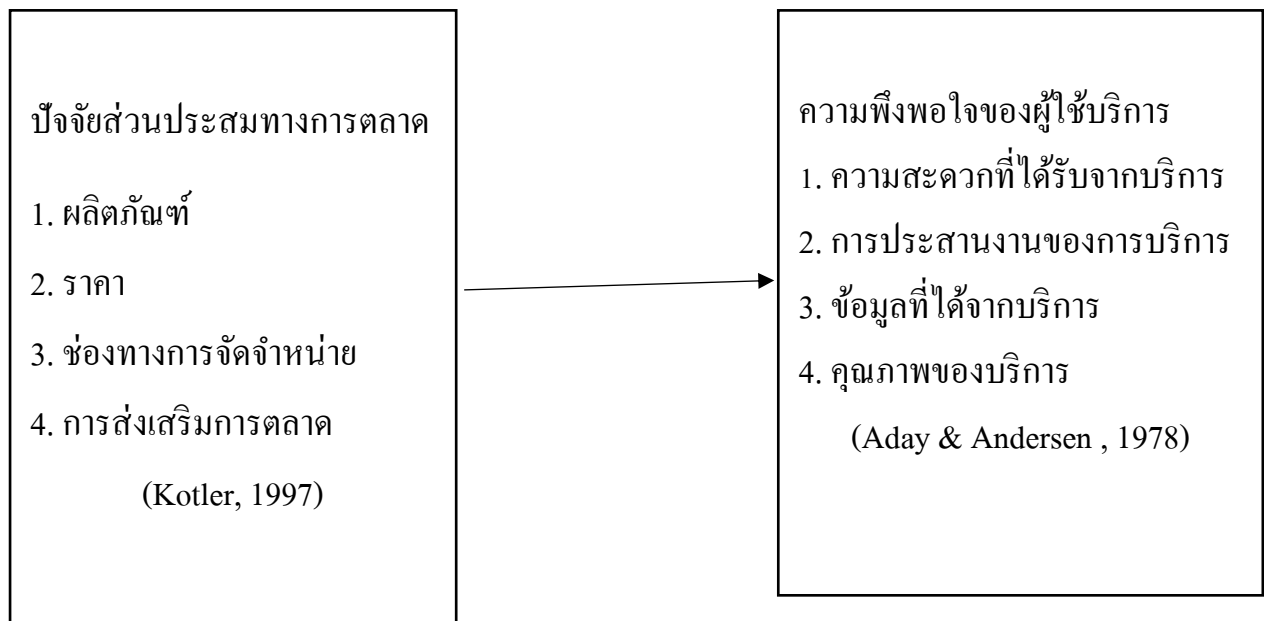 ปัจจัยส่วนประสมทางการตลาด
1. ผลิตภัณฑ์
2. ราคา
3. ช่องทางการจัดจำหน่าย
4. การส่งเสริมการตลาด
(Kotler, 1997)
ความพึงพอใจของผู้ใช้บริการ
1. ความสะดวกที่ได้รับจากบริการ
2. การประสานงานของการบริการ
3. ข้อมูลที่ได้จากบริการ
4. คุณภาพของบริการ
(Aday & Andersen , 1978)